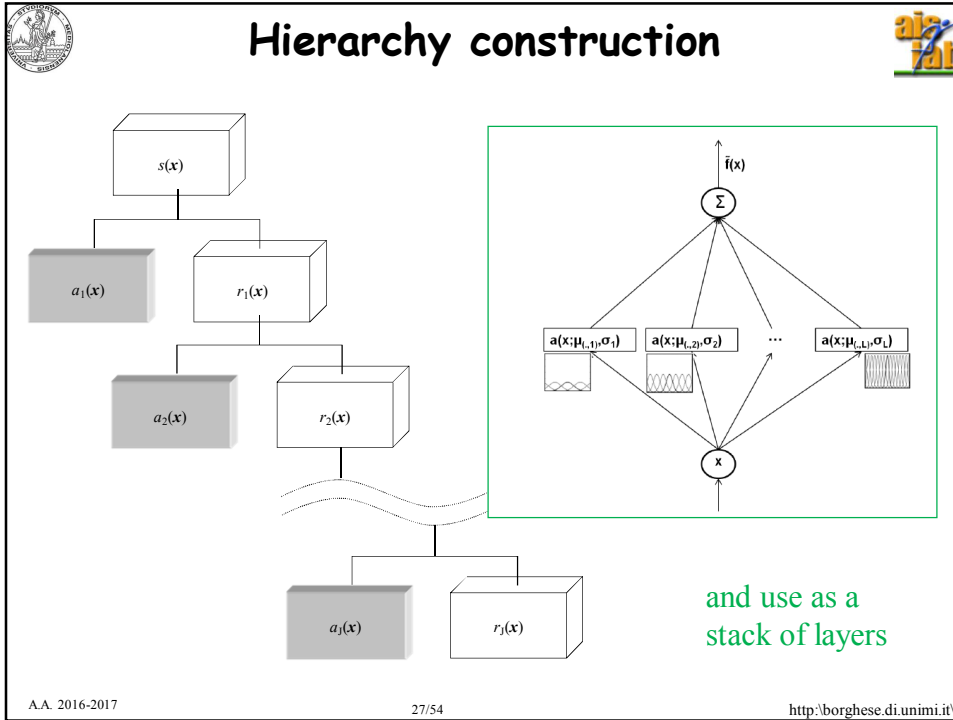 Hierarchy construction
s(x)
a₁(x)
r₁(x)
a₂(x)
r₂(x)
aⱼ(x)
rⱼ(x)
f̃(x)
Σ
a(x;μ(.,1),σ₁)
a(x;μ(.,2),σ₂)
...
a(x;μ(.,L),σL)
x
and use as a
stack of layers
A.A. 2016-2017
27/54
http:\borghese.di.unimi.it\